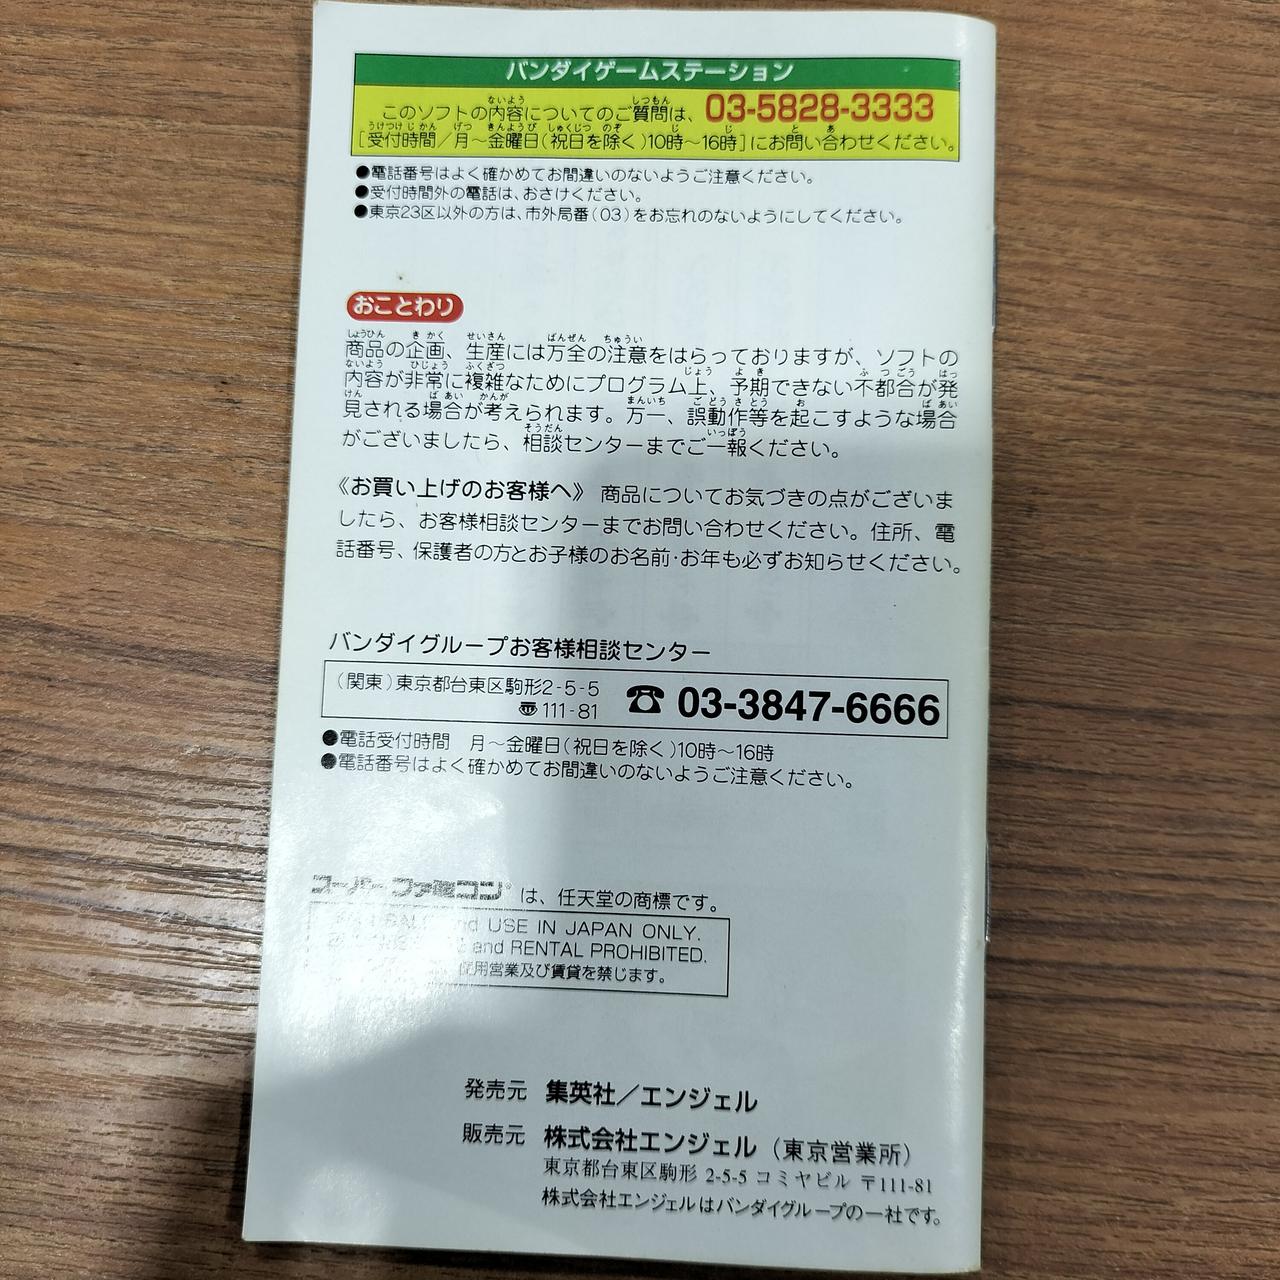 バンダイゲームステーション
このソフトの内容についてのご質問は、03-5828-3333
[受付時間/月～金曜日(祝日を除く)10時～16時]にお問い合わせください。
●電話番号はよく確かめてお間違いのないようご注意ください。
●受付時間外の電話は、おさけください。
●東京23区以外の方は、市外局番(03)をお忘れのないようにしてください。
おことわり
商品の企画、生産には万全の注意をはらっておりますが、ソフトの
内容が非常に複雑なためにプログラム上、予期できない不都合が発
見される場合が考えられます。万一、誤動作等を起こすような場合
がございましたら、相談センターまでご一報ください。
《お買い上げのお客様へ》 商品についてお気づきの点がございま
したら、お客様相談センターまでお問い合わせください。住所、電
話番号、保護者の方とお子様のお名前・お年も必ずお知らせください。
バンダイグループお客様相談センター
(関東)東京都台東区駒形2-5-5 ☎ 03-3847-6666
〠111-81
●電話受付時間 月～金曜日(祝日を除く)10時～16時
●電話番号はよく確かめてお間違いのないようご注意ください。
スーパーファミコン は、任天堂の商標です。
USE IN JAPAN ONLY.
and RENTAL PROHIBITED.
使用営業及び賃貸を禁じます。
発売元 集英社/エンジェル
販売元 株式会社エンジェル (東京営業所)
東京都台東区駒形 2-5-5 コミヤビル 〒111-81
株式会社エンジェルはバンダイグループの一社です。